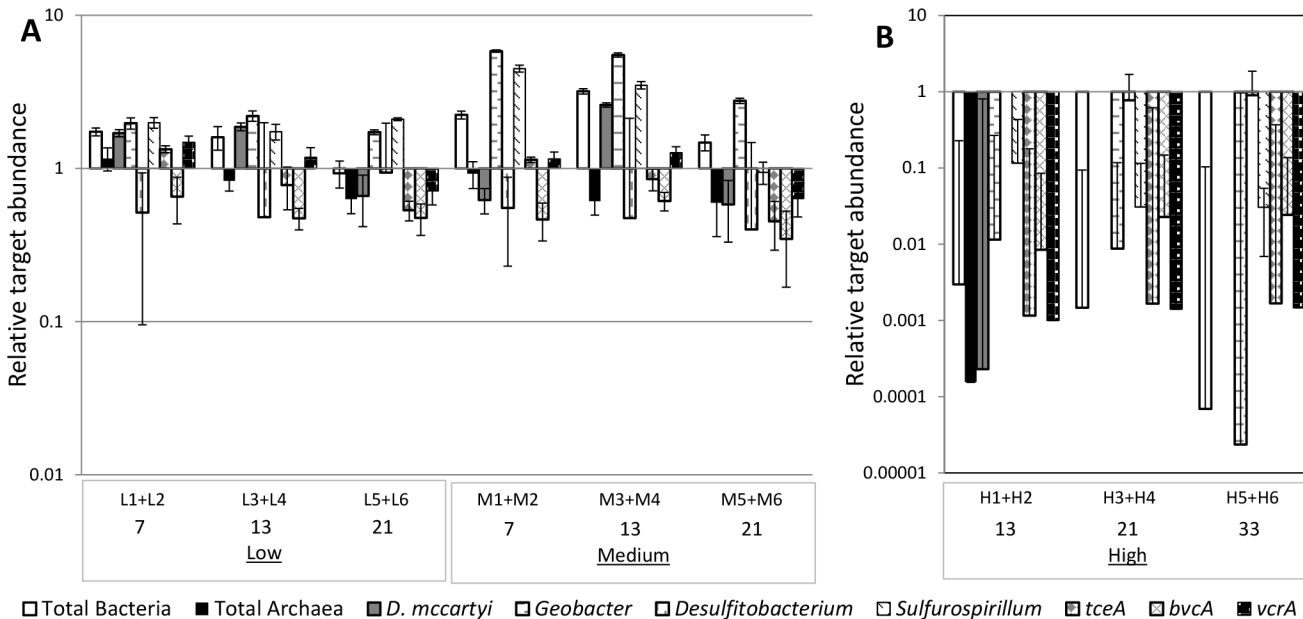 A
Relative target abundance
10
1
0.1
0.01
L1+L2 L3+L4 L5+L6 M1+M2 M3+M4 M5+M6
7 13 21 7 13 21
Low Medium
B
Relative target abundance
10
1
0.1
0.01
0.001
0.0001
0.00001
H1+H2 H3+H4 H5+H6
13 21 33
High
Total Bacteria Total Archaea D. mccartyi Geobacter Desulfitobacterium Sulfurospirillum tceA bvcA vcrA